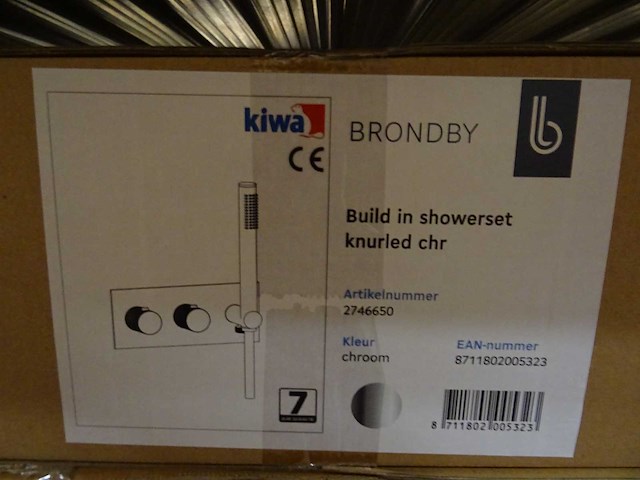 kiwa
CE
BRONDBY
b
Build in showerset
knurled chr
Artikelnummer
2746650
Kleur
chroom
EAN-nummer
8711802005323
7
8 711802 005323